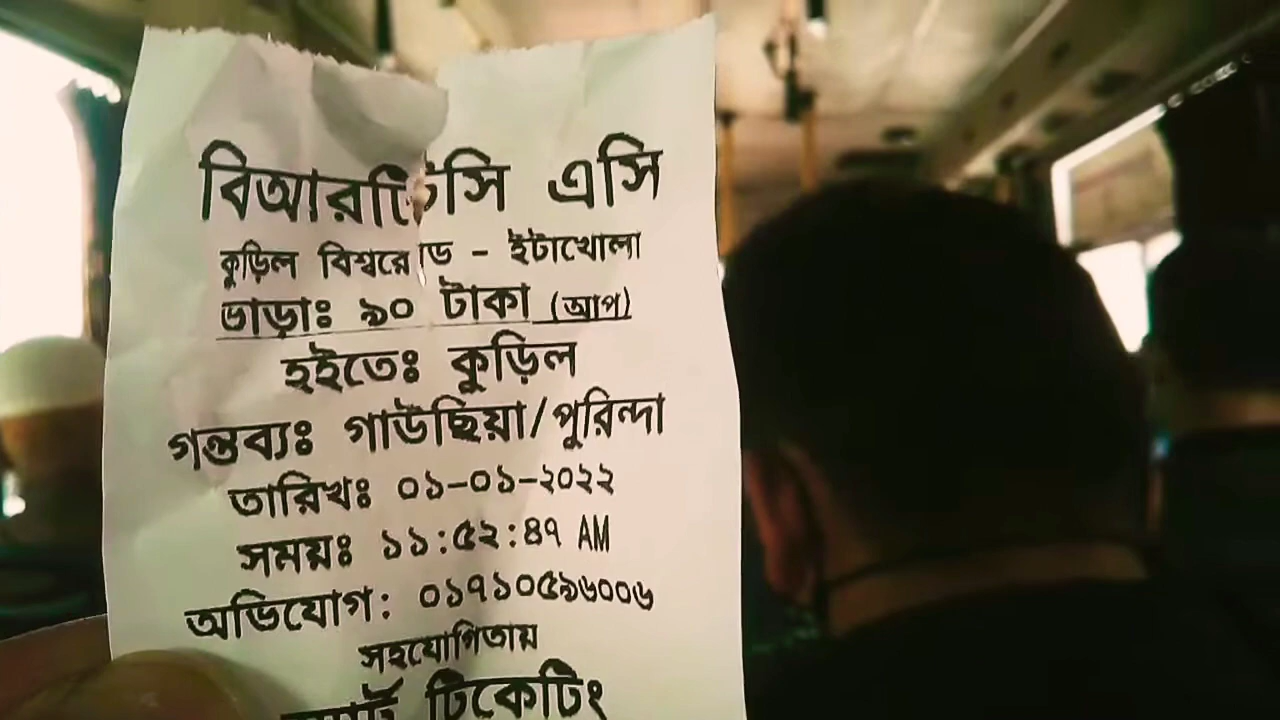 বিআরটিসি এসি
কুড়িল বিশ্বরোড - ইটাখোলা
ভাড়াঃ ৯০ টাকা (আপ)
হইতেঃ কুড়িল
গন্তব্যঃ গাউছিয়া/পুরিন্দা
তারিখঃ ০১-০১-২০২২
সময়ঃ ১১:৫২:৪৭ AM
অভিযোগ: ০১৭১০৫৯৬০০৬
সহযোগিতায়
টিকেটিং